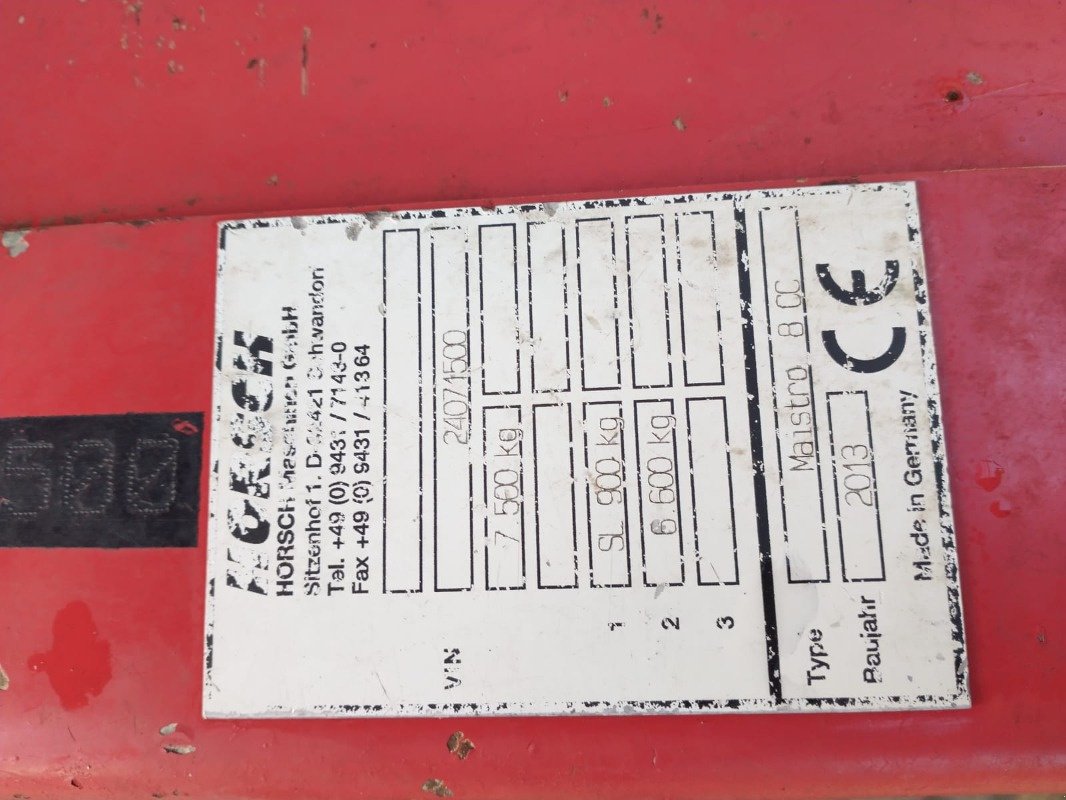 HORSCH
HORSCH Maschinen GmbH
Sitzenhof 1. D-92421 Schwandorf
Tel. +49 (0) 9431 / 7143-0
Fax +49 (0) 9431 / 41364
VIN 24071500
7 500 kg
1 SL 900 kg
2 6 600 kg
3
Type Maistro 8 CC
Baujahr 2013 CE
Made in Germany
500